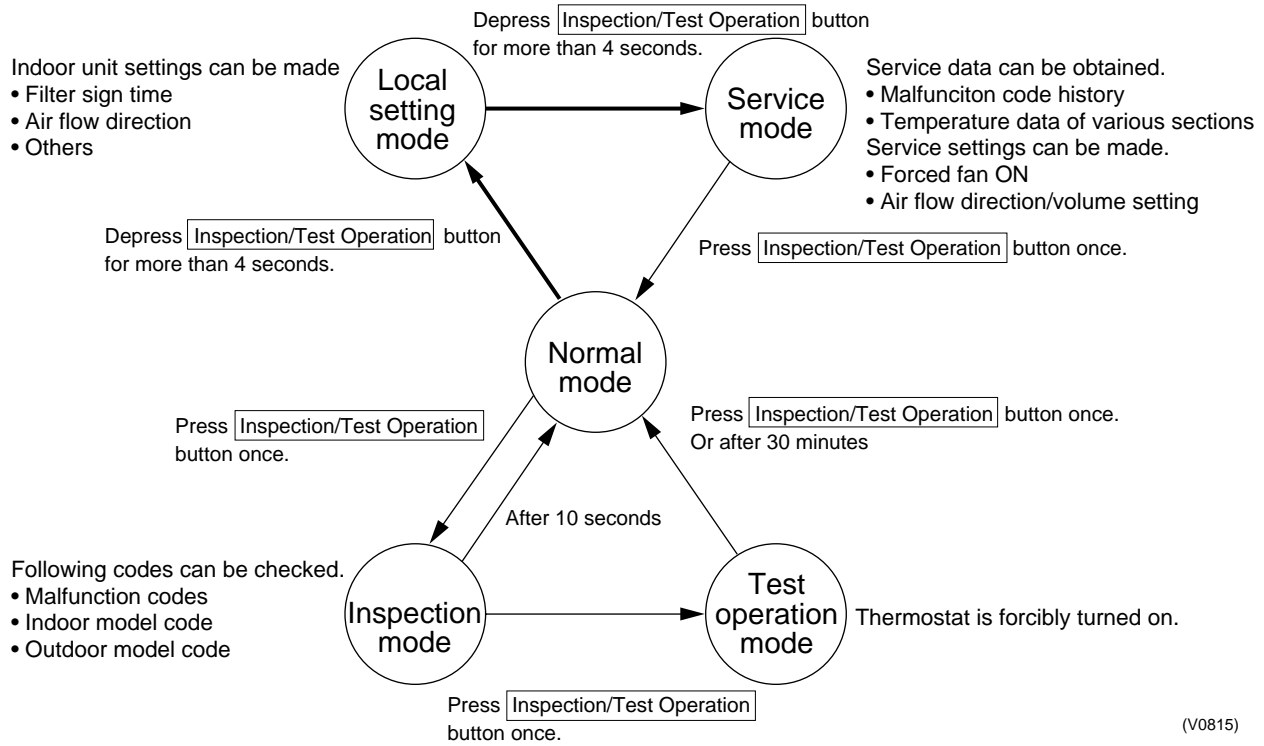 Depress Inspection/Test Operation button
for more than 4 seconds.
Indoor unit settings can be made
• Filter sign time
• Air flow direction
• Others
Local
setting
mode
Service
mode
Service data can be obtained.
• Malfunciton code history
• Temperature data of various sections
Service settings can be made.
• Forced fan ON
• Air flow direction/volume setting
Depress Inspection/Test Operation button
for more than 4 seconds.
Press Inspection/Test Operation button once.
Normal
mode
Press Inspection/Test Operation
button once.
Press Inspection/Test Operation button once.
Or after 30 minutes
After 10 seconds
Following codes can be checked.
• Malfunction codes
• Indoor model code
• Outdoor model code
Inspection
mode
Test
operation
mode
Thermostat is forcibly turned on.
Press Inspection/Test Operation
button once.
(V0815)